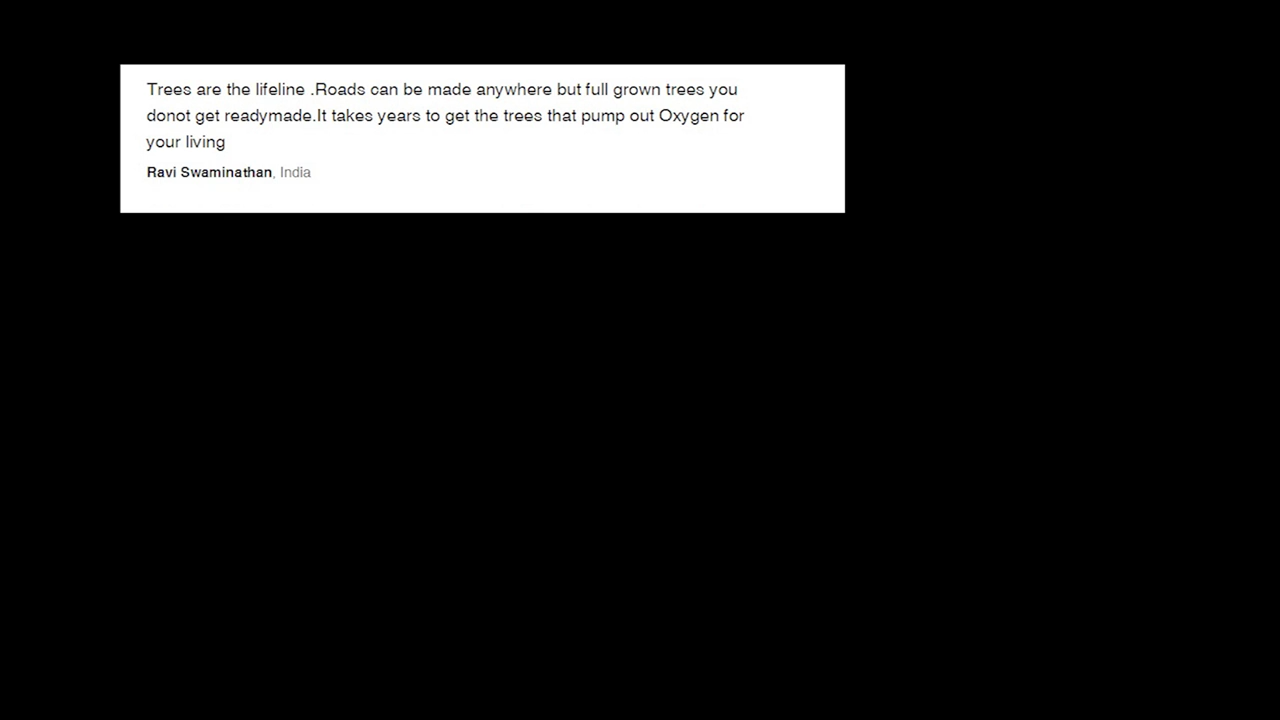 Trees are the lifeline .Roads can be made anywhere but full grown trees you
donot get readymade.It takes years to get the trees that pump out Oxygen for
your living
Ravi Swaminathan, India